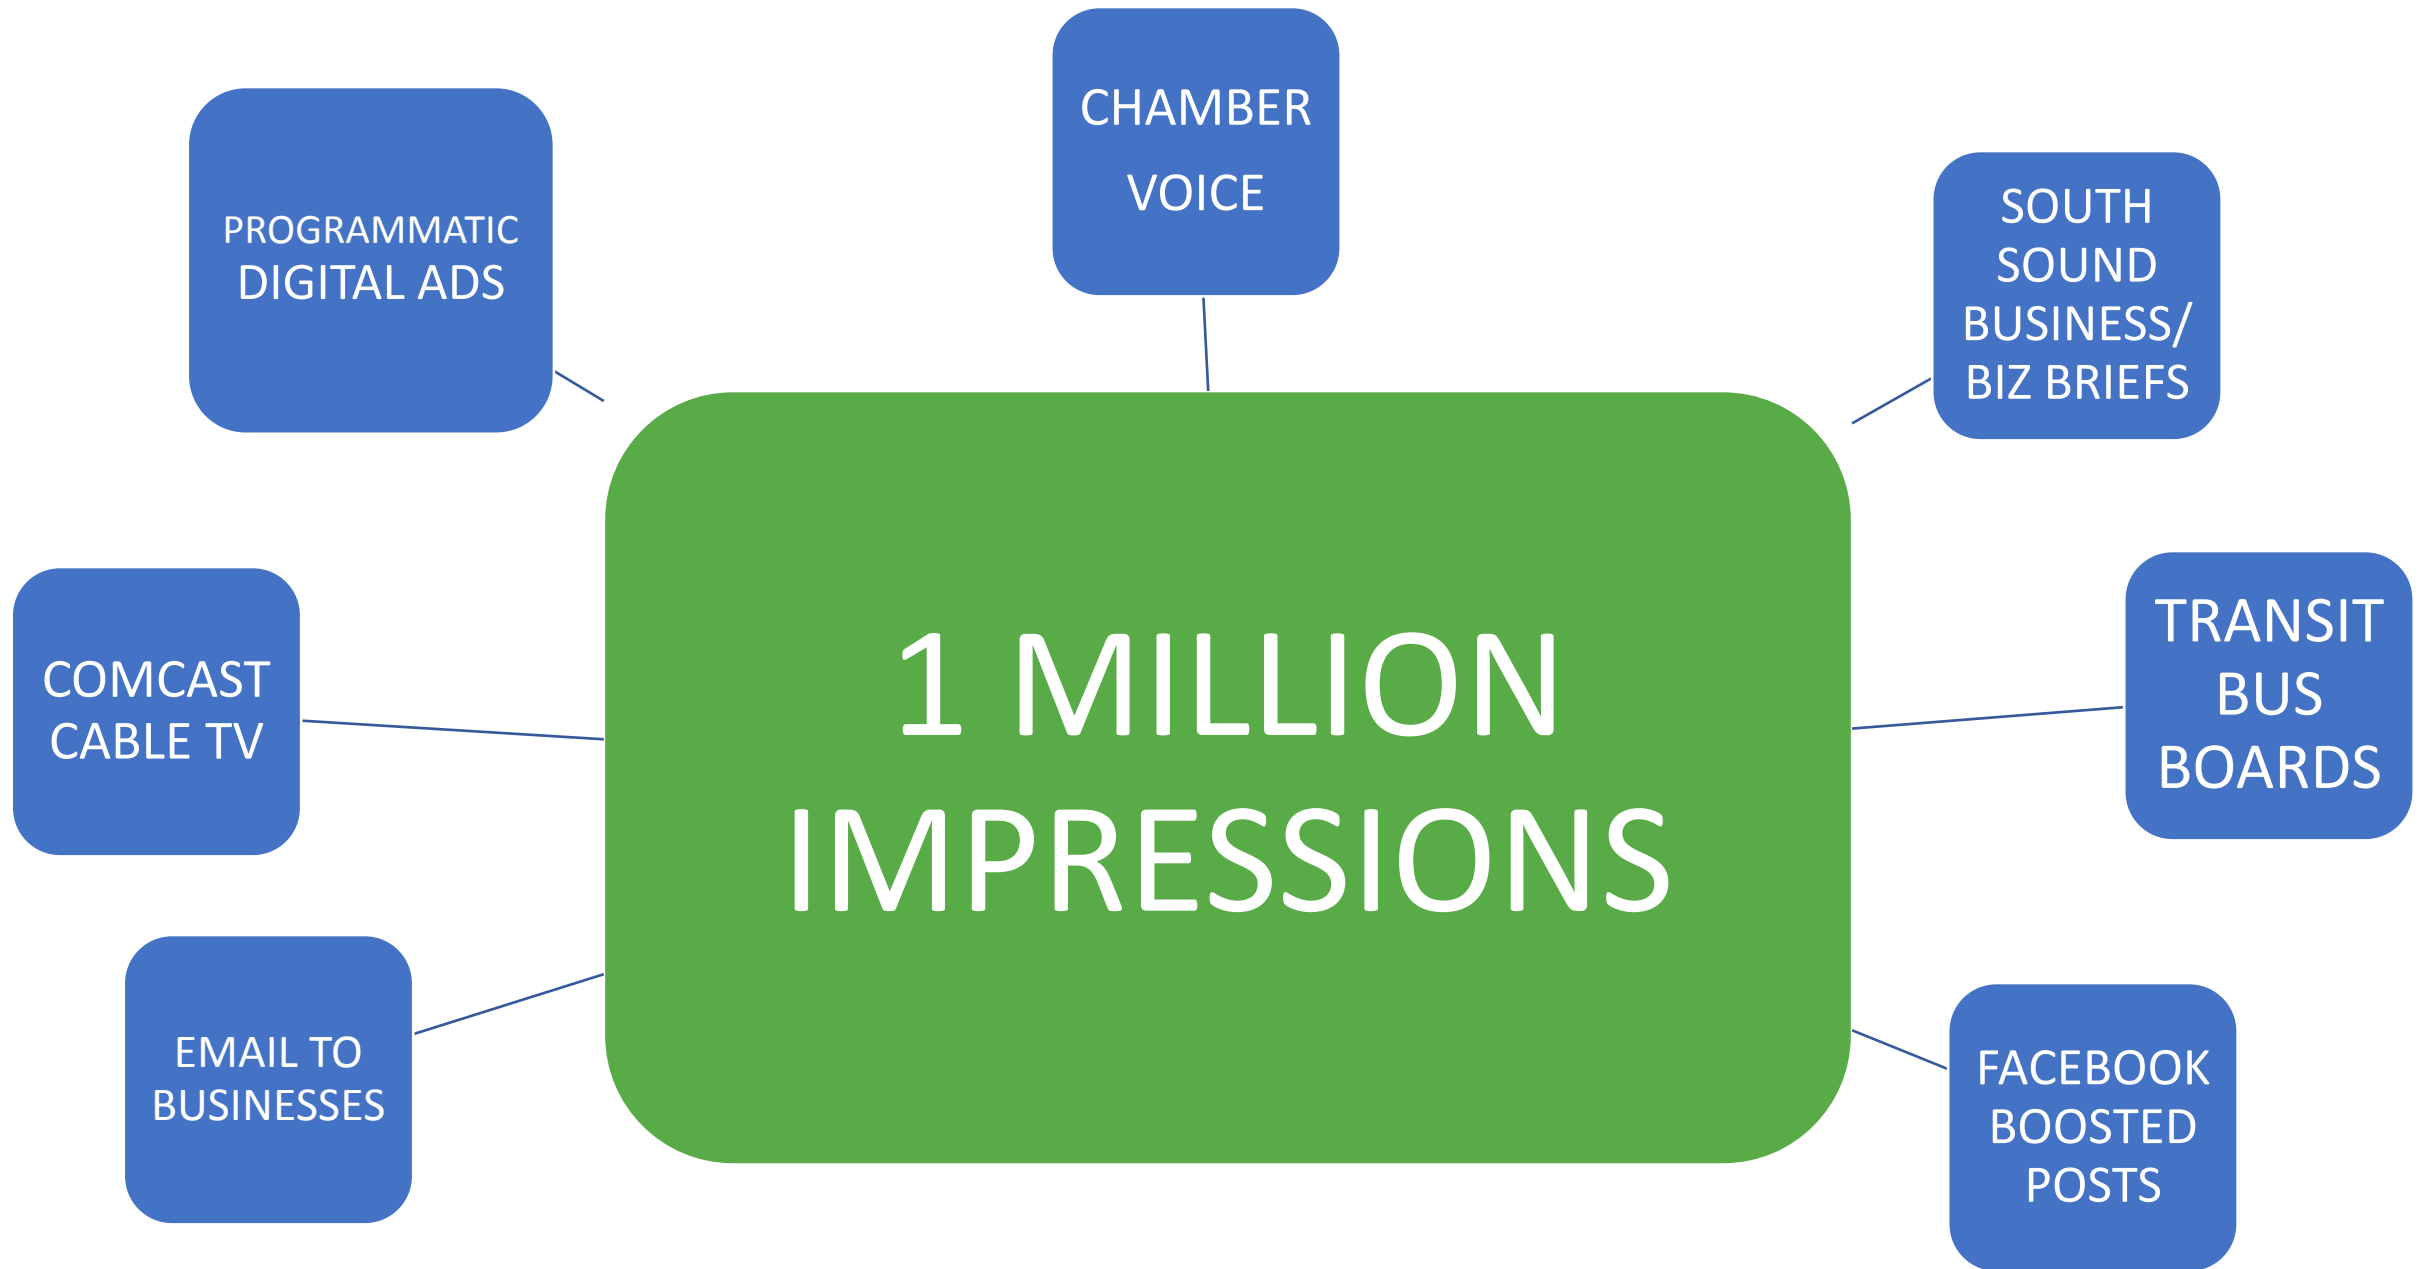 CHAMBER
VOICE
PROGRAMMATIC
DIGITAL ADS
SOUTH
SOUND
BUSINESS/
BIZ BRIEFS
1 MILLION
IMPRESSIONS
COMCAST
CABLE TV
TRANSIT
BUS
BOARDS
EMAIL TO
BUSINESSES
FACEBOOK
BOOSTED
POSTS